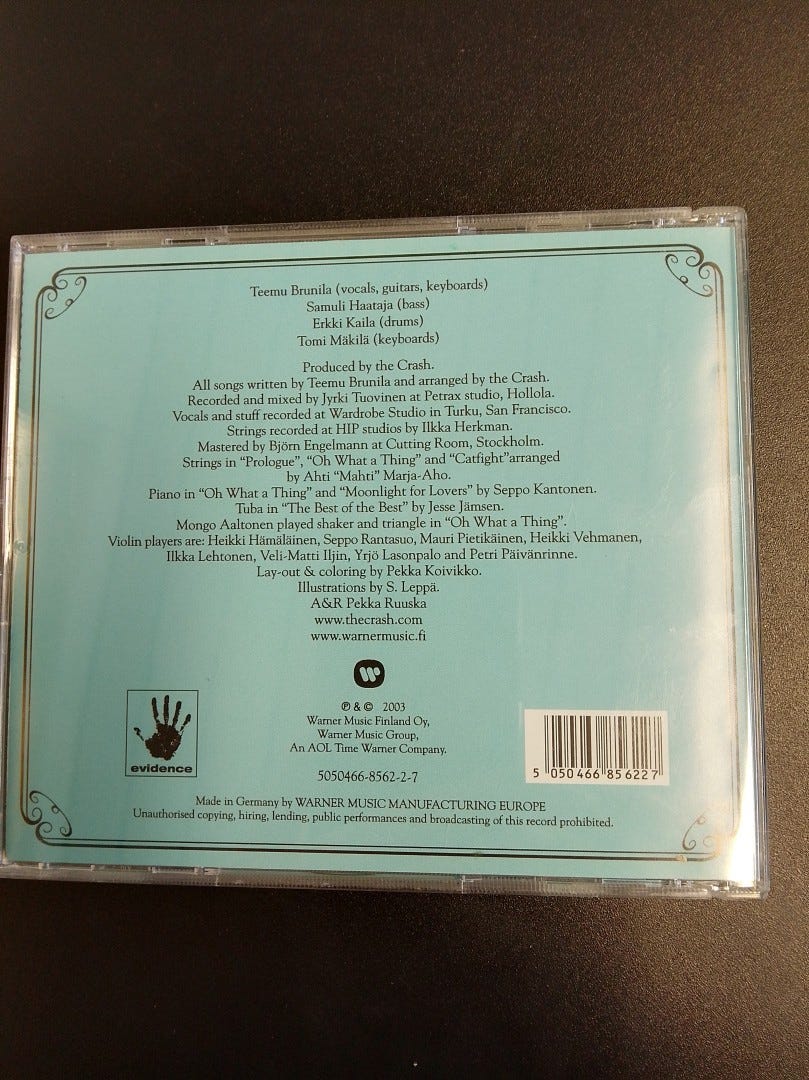 Teemu Brunila (vocals, guitars, keyboards)
Samuli Haataja (bass)
Erkki Kaila (drums)
Tomi Mäkilä (keyboards)
Produced by the Crash.
All songs written by Teemu Brunila and arranged by the Crash.
Recorded and mixed by Jyrki Tuovinen at Petrax studio, Hollola.
Vocals and stuff recorded at Wardrobe Studio in Turku, San Francisco.
Strings recorded at HIP studios by Ilkka Herkman.
Mastered by Björn Engelmann at Cutting Room, Stockholm.
Strings in “Prologue”, “Oh What a Thing” and “Catfight”arranged
by Ahti “Mahti” Marja-Aho.
Piano in “Oh What a Thing” and “Moonlight for Lovers” by Seppo Kantonen.
Tuba in “The Best of the Best” by Jesse Jämsen.
Mongo Aaltonen played shaker and triangle in “Oh What a Thing”.
Violin players are: Heikki Hämäläinen, Seppo Rantasuo, Mauri Pietikäinen, Heikki Vehmanen,
Ilkka Lehtonen, Veli-Matti Iljin, Yrjö Lasonpalo and Petri Päivänrinne.
Lay-out & coloring by Pekka Koivikko.
Illustrations by S. Leppä.
A&R Pekka Ruuska
www.thecrash.com
www.warnermusic.fi
℗ & © 2003
Warner Music Finland Oy,
Warner Music Group,
An AOL Time Warner Company.
evidence
5050466-8562-2-7
5 050466 856227
Made in Germany by WARNER MUSIC MANUFACTURING EUROPE
Unauthorised copying, hiring, lending, public performances and broadcasting of this record prohibited.